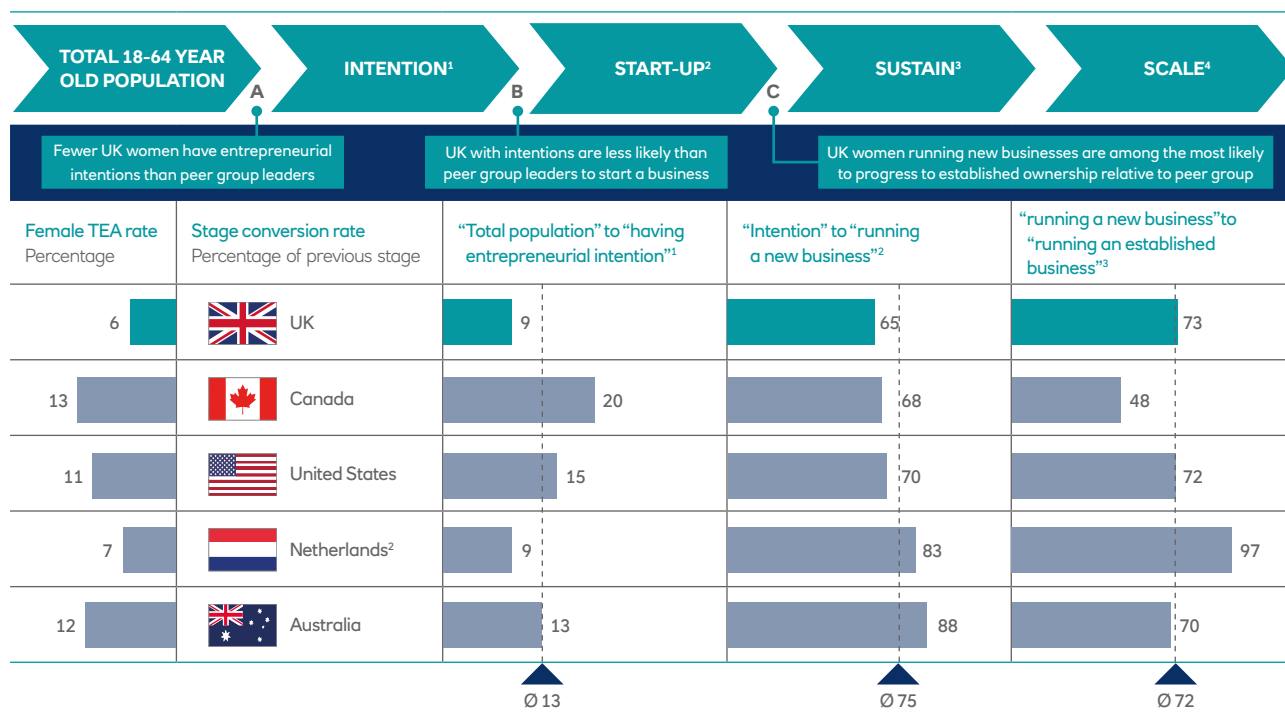 TOTAL 18-64 YEAR
OLD POPULATION
INTENTION¹
START-UP²
SUSTAIN³
SCALE⁴
A
B
C
Fewer UK women have entrepreneurial
intentions than peer group leaders
UK with intentions are less likely than
peer group leaders to start a business
UK women running new businesses are among the most likely
to progress to established ownership relative to peer group
Female TEA rate
Percentage
Stage conversion rate
Percentage of previous stage
“Total population” to “having
entrepreneurial intention”¹
“Intention” to “running
a new business”²
“running a new business”to
“running an established
business”³
6
UK
9
65
73
13
Canada
20
68
48
11
United States
15
70
72
7
Netherlands²
9
83
97
12
Australia
13
88
70
Ø 13
Ø 75
Ø 72